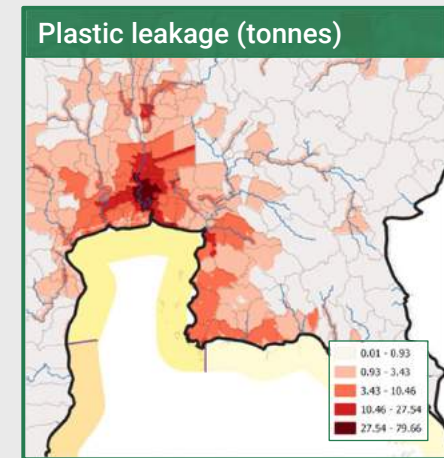 Plastic leakage (tonnes)
0.01 - 0.93
0.93 - 3.43
3.43 - 10.46
10.46 - 27.54
27.54 - 79.66